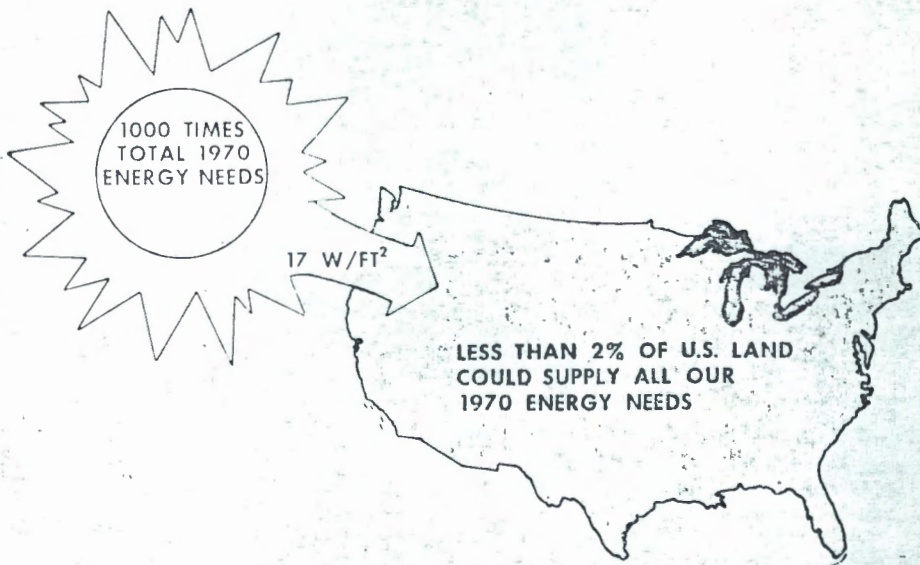 1000 TIMES
TOTAL 1970
ENERGY NEEDS
17 W/FT²
LESS THAN 2% OF U.S. LAND
COULD SUPPLY ALL OUR
1970 ENERGY NEEDS